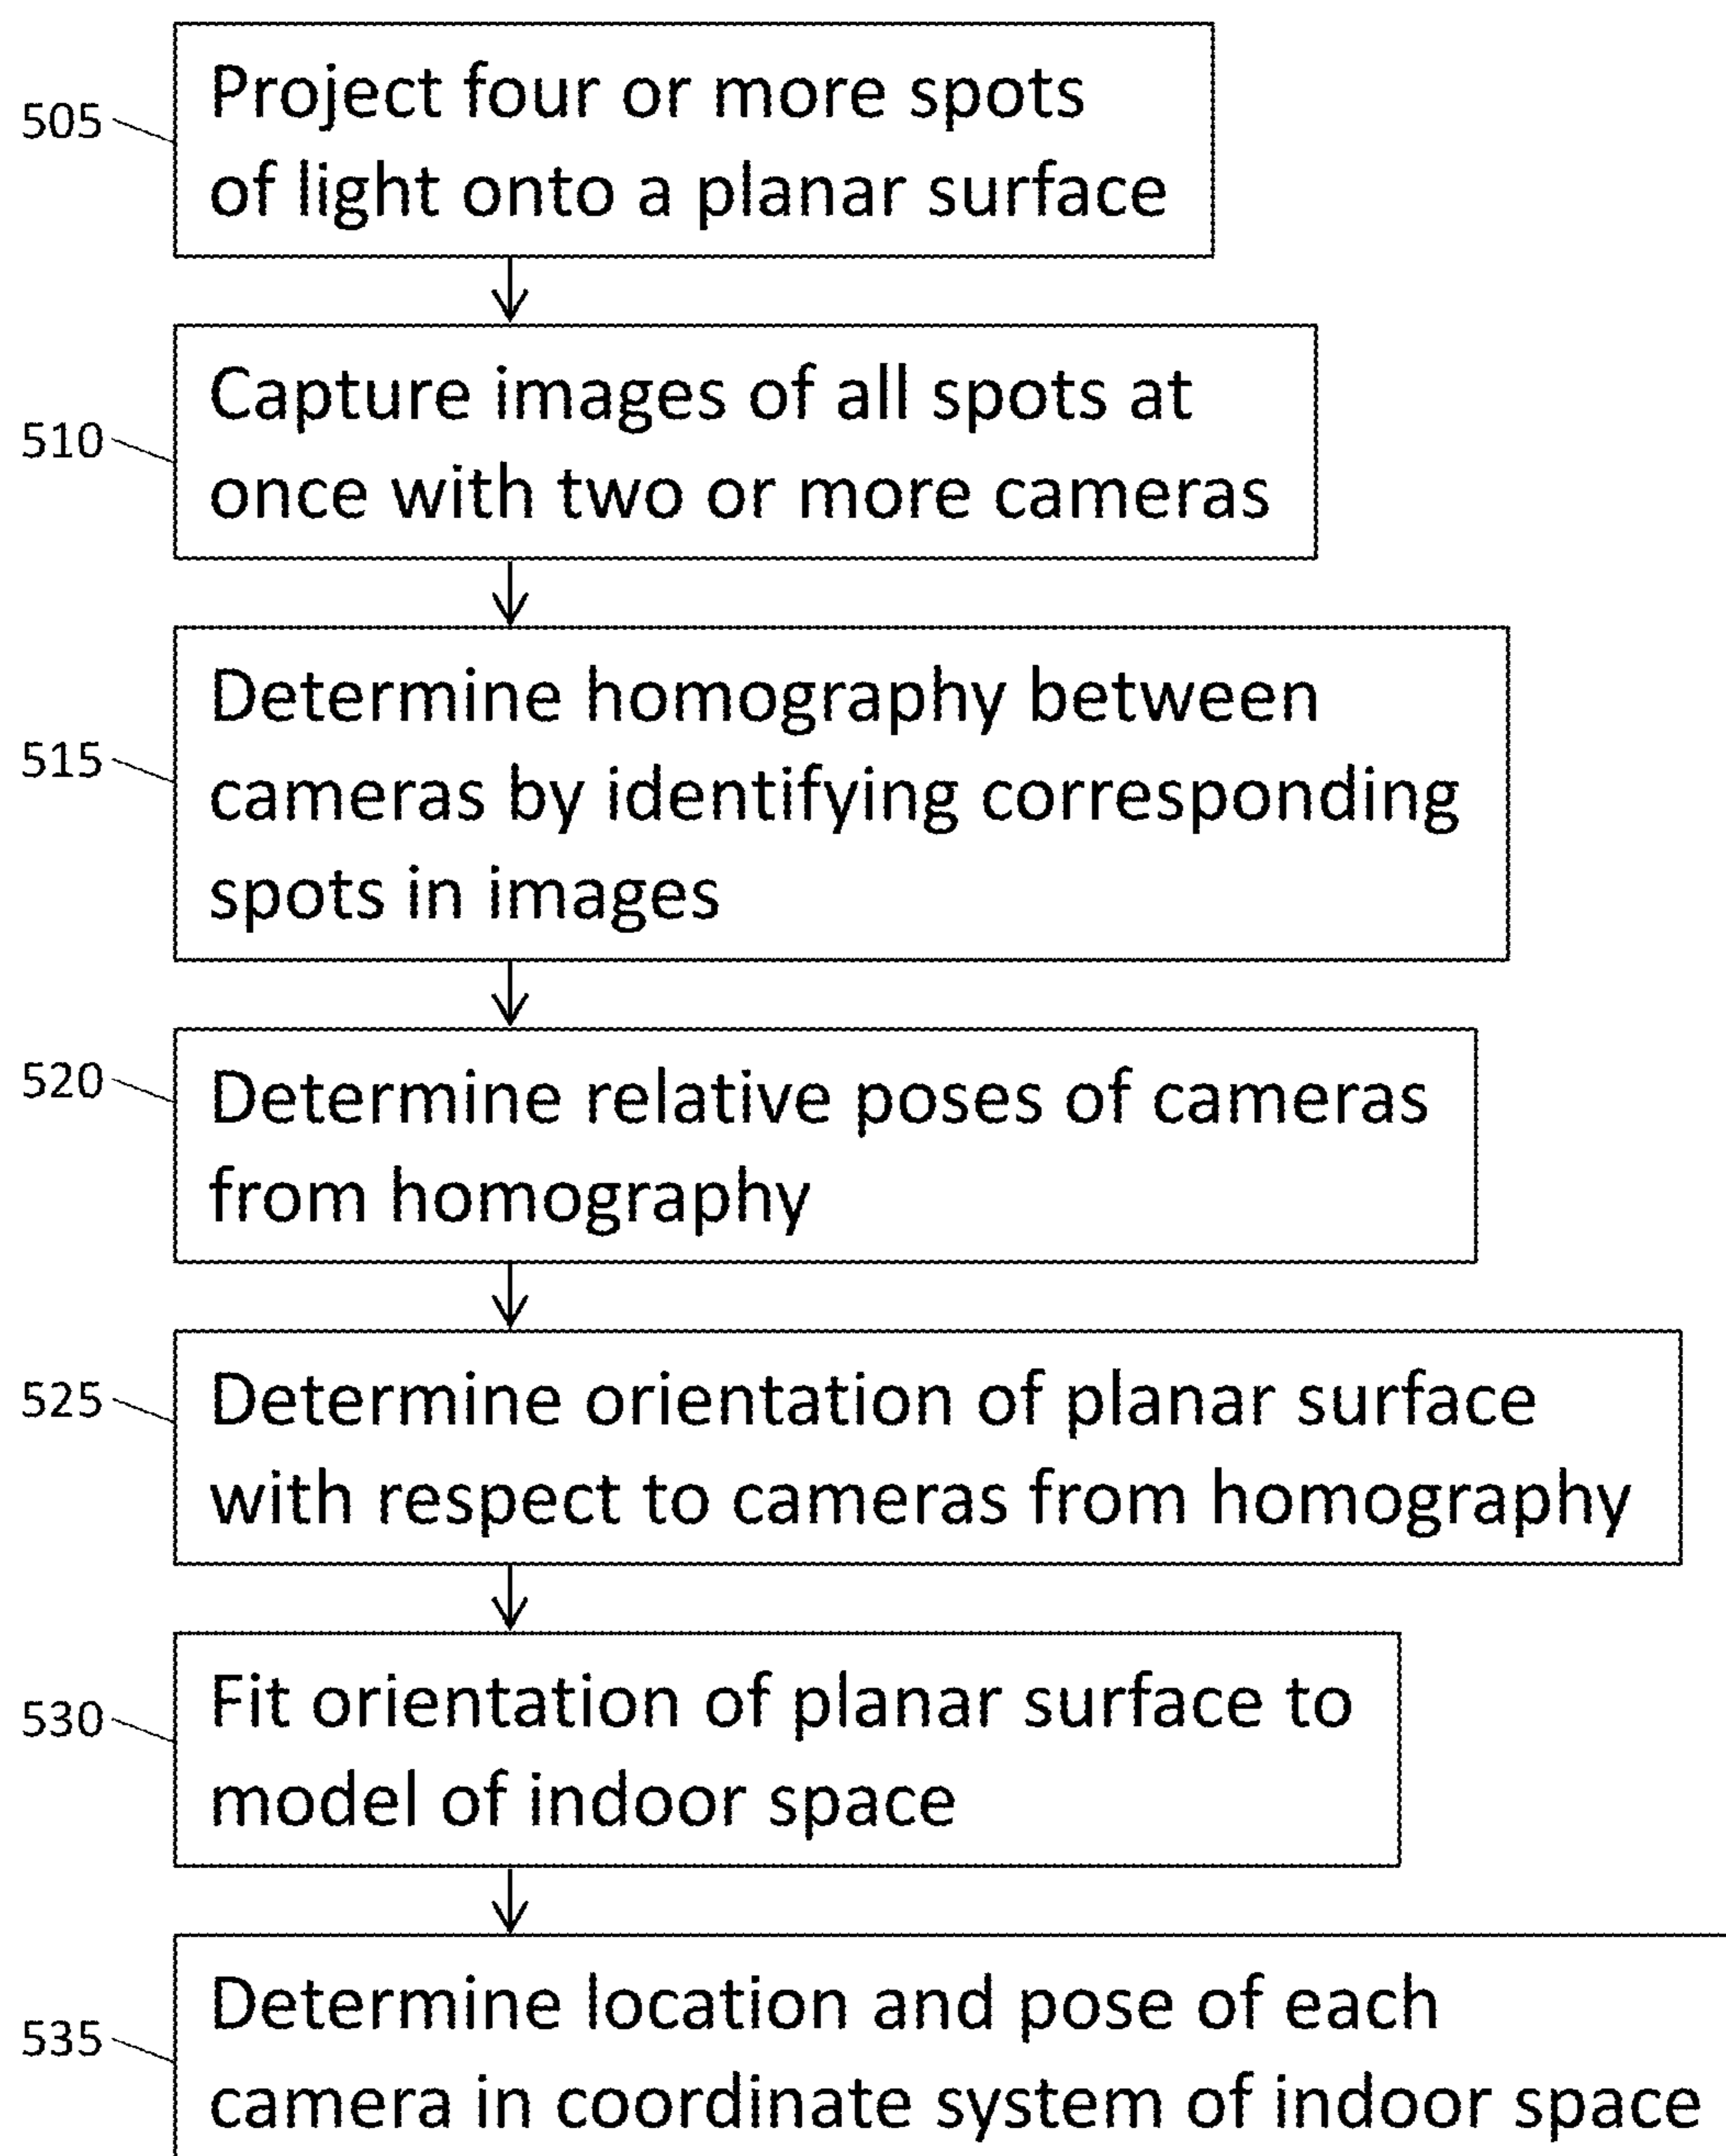 505
Project four or more spots
of light onto a planar surface
510
Capture images of all spots at
once with two or more cameras
515
Determine homography between
cameras by identifying corresponding
spots in images
520
Determine relative poses of cameras
from homography
525
Determine orientation of planar surface
with respect to cameras from homography
530
Fit orientation of planar surface to
model of indoor space
535
Determine location and pose of each
camera in coordinate system of indoor space